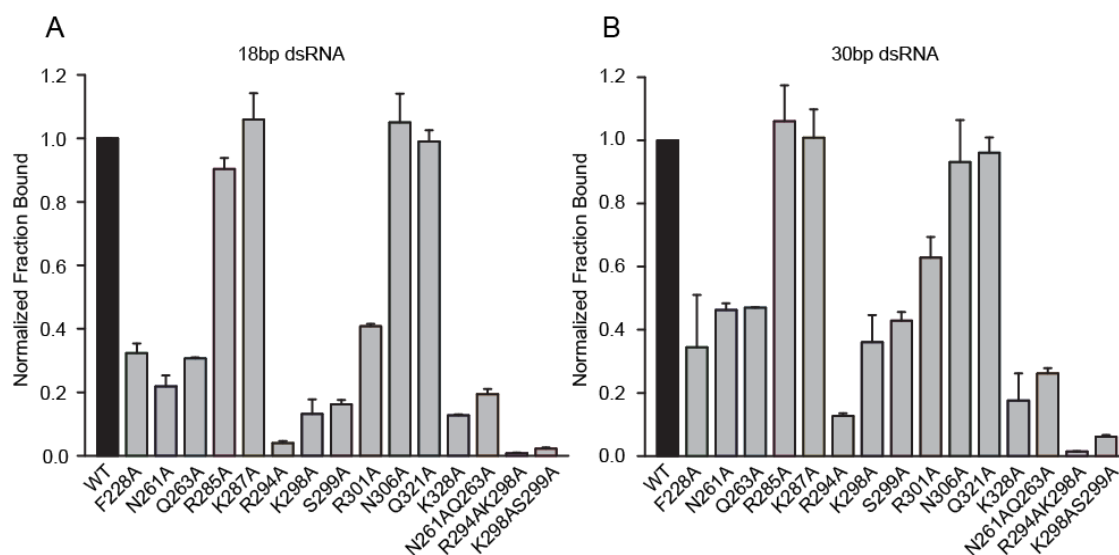 A
18bp dsRNA
Normalized Fraction Bound
1.2
1.0
0.8
0.6
0.4
0.2
0.0
WT
F228A
N261A
Q263A
R285A
K287A
R294A
K298A
S299A
R301A
N306A
Q321A
K328A
N261AQ263A
R294AK298A
K298AS299A
B
30bp dsRNA
Normalized Fraction Bound
1.2
1.0
0.8
0.6
0.4
0.2
0.0
WT
F228A
N261A
Q263A
R285A
K287A
R294A
K298A
S299A
R301A
N306A
Q321A
K328A
N261AQ263A
R294AK298A
K298AS299A